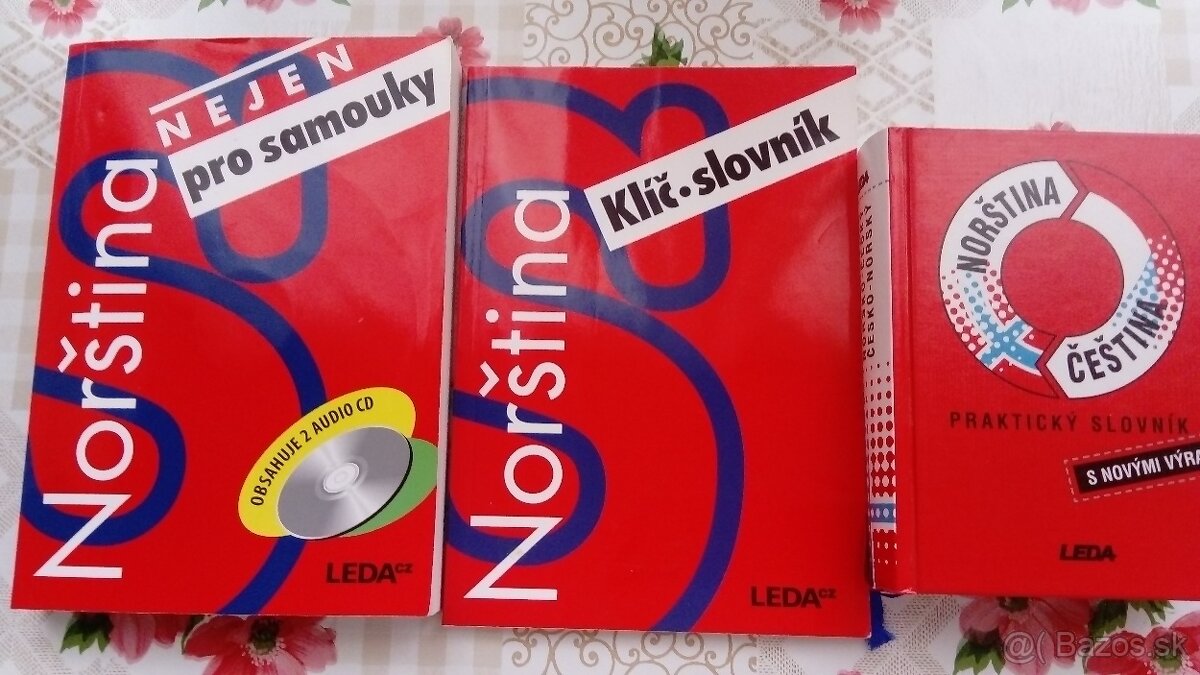 NEJEN
pro samouky
Norština
OBSAHUJE 2 AUDIO CD
LEDAcz
Klíč•slovník
Norština
LEDAcz
ČESKO-NORSKÝ
NORŠTINA
ČEŠTINA
PRAKTICKÝ SLOVNÍK
S NOVÝMI
LEDA
@( Bazos.sk